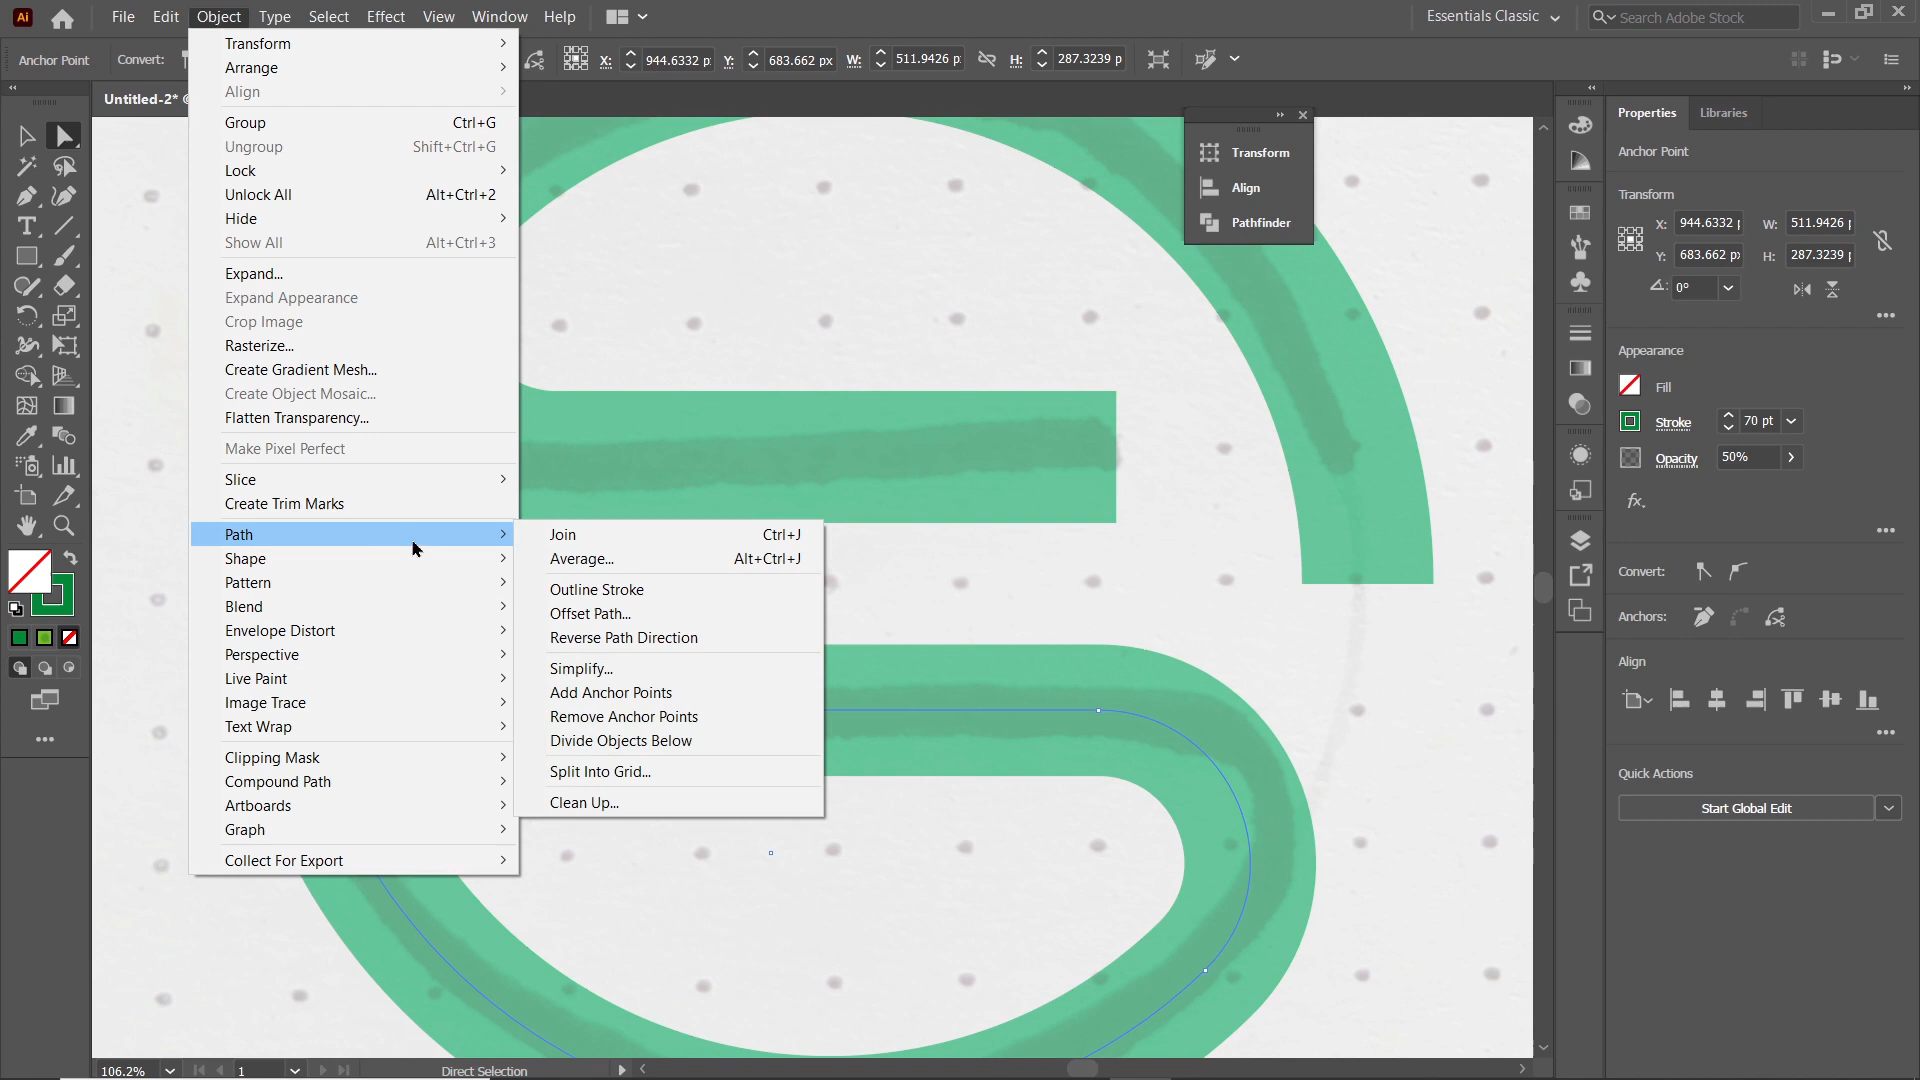 Ai File Edit Object Type Select Effect View Window Help Essentials Classic Search Adobe Stock
Anchor Point Convert: X: 944.6332 p Y: 683.662 px W: 511.9426 p H: 287.3239 p
Untitled-2* @
Transform
Arrange
Align
Group Ctrl+G
Ungroup Shift+Ctrl+G
Lock
Unlock All Alt+Ctrl+2
Hide
Show All Alt+Ctrl+3
Expand...
Expand Appearance
Crop Image
Rasterize...
Create Gradient Mesh...
Create Object Mosaic...
Flatten Transparency...
Make Pixel Perfect
Slice
Create Trim Marks
Path
Shape
Pattern
Blend
Envelope Distort
Perspective
Live Paint
Image Trace
Text Wrap
Clipping Mask
Compound Path
Artboards
Graph
Collect For Export
Join Ctrl+J
Average... Alt+Ctrl+J
Outline Stroke
Offset Path...
Reverse Path Direction
Simplify...
Add Anchor Points
Remove Anchor Points
Divide Objects Below
Split Into Grid...
Clean Up...
Transform
Align
Pathfinder
Properties Libraries
Anchor Point
Transform
X: 944.6332 W: 511.9426
Y: 683.662 px H: 287.3239
0°
Appearance
Fill
Stroke 70 pt
Opacity 50%
fx.
Convert:
Anchors:
Align
Quick Actions
Start Global Edit
106.2% 1 Direct Selection